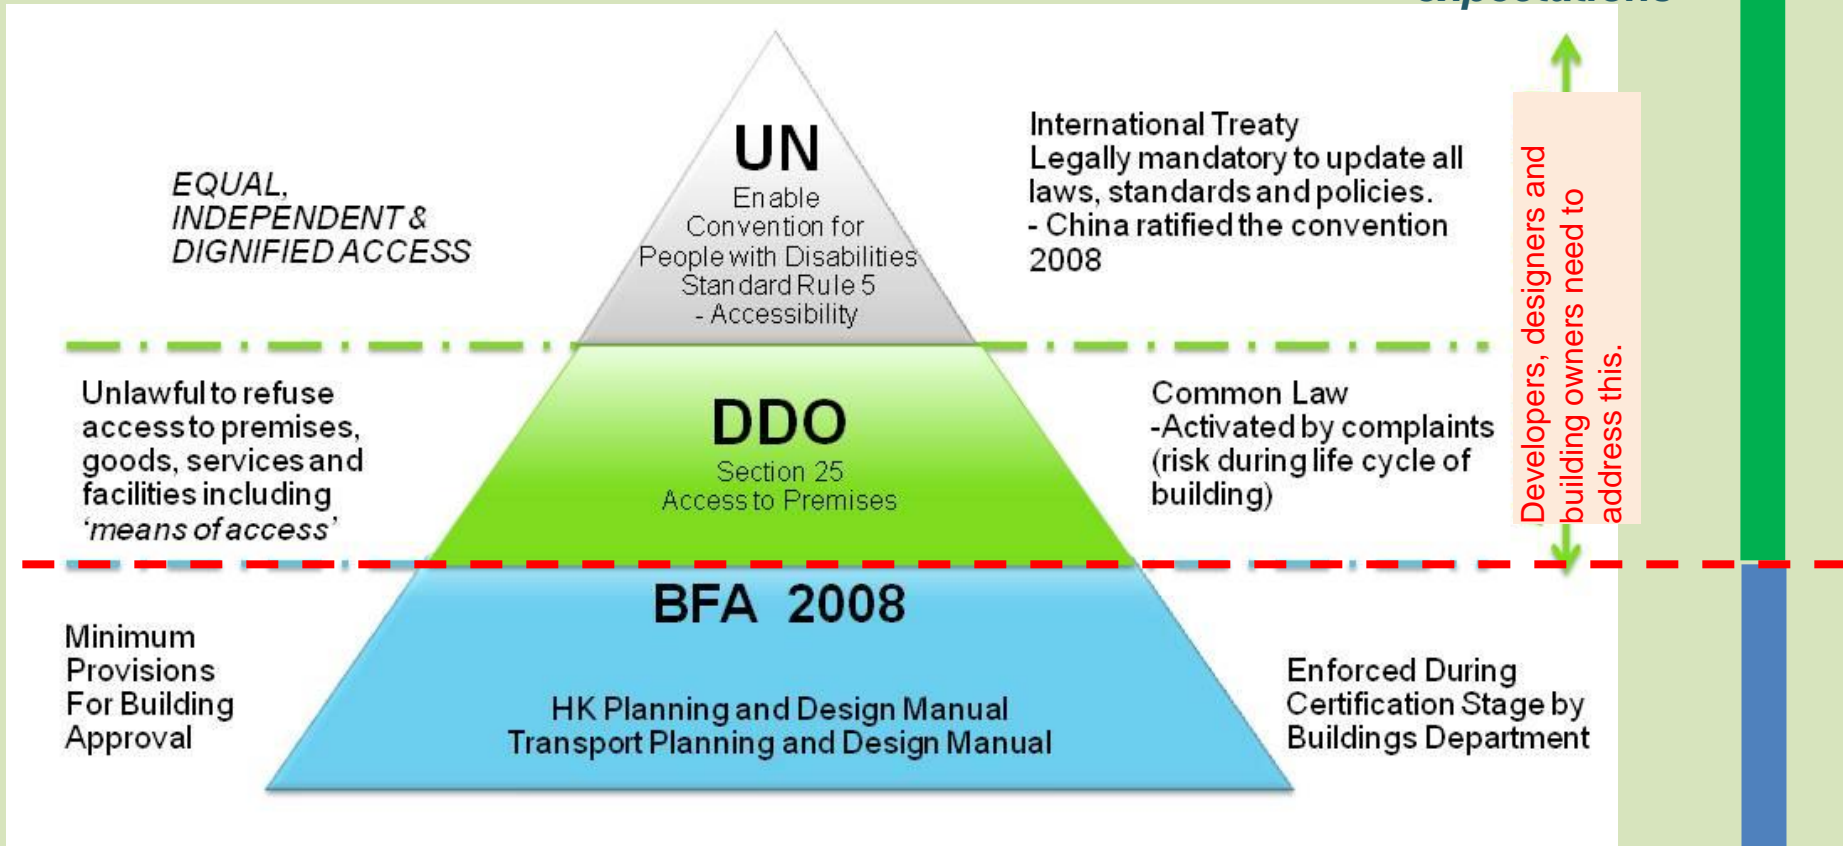 expectations
UN
Enable
Convention for
People with Disabilities
Standard Rule 5
- Accessibility
EQUAL,
INDEPENDENT &
DIGNIFIED ACCESS
International Treaty
Legally mandatory to update all
laws, standards and policies.
- China ratified the convention
2008
Developers, designers and
building owners need to
address this.
Unlawful to refuse
access to premises,
goods, services and
facilities including
‘means of access’
DDO
Section 25
Access to Premises
Common Law
-Activated by complaints
(risk during life cycle of
building)
BFA 2008
HK Planning and Design Manual
Transport Planning and Design Manual
Minimum
Provisions
For Building
Approval
Enforced During
Certification Stage by
Buildings Department